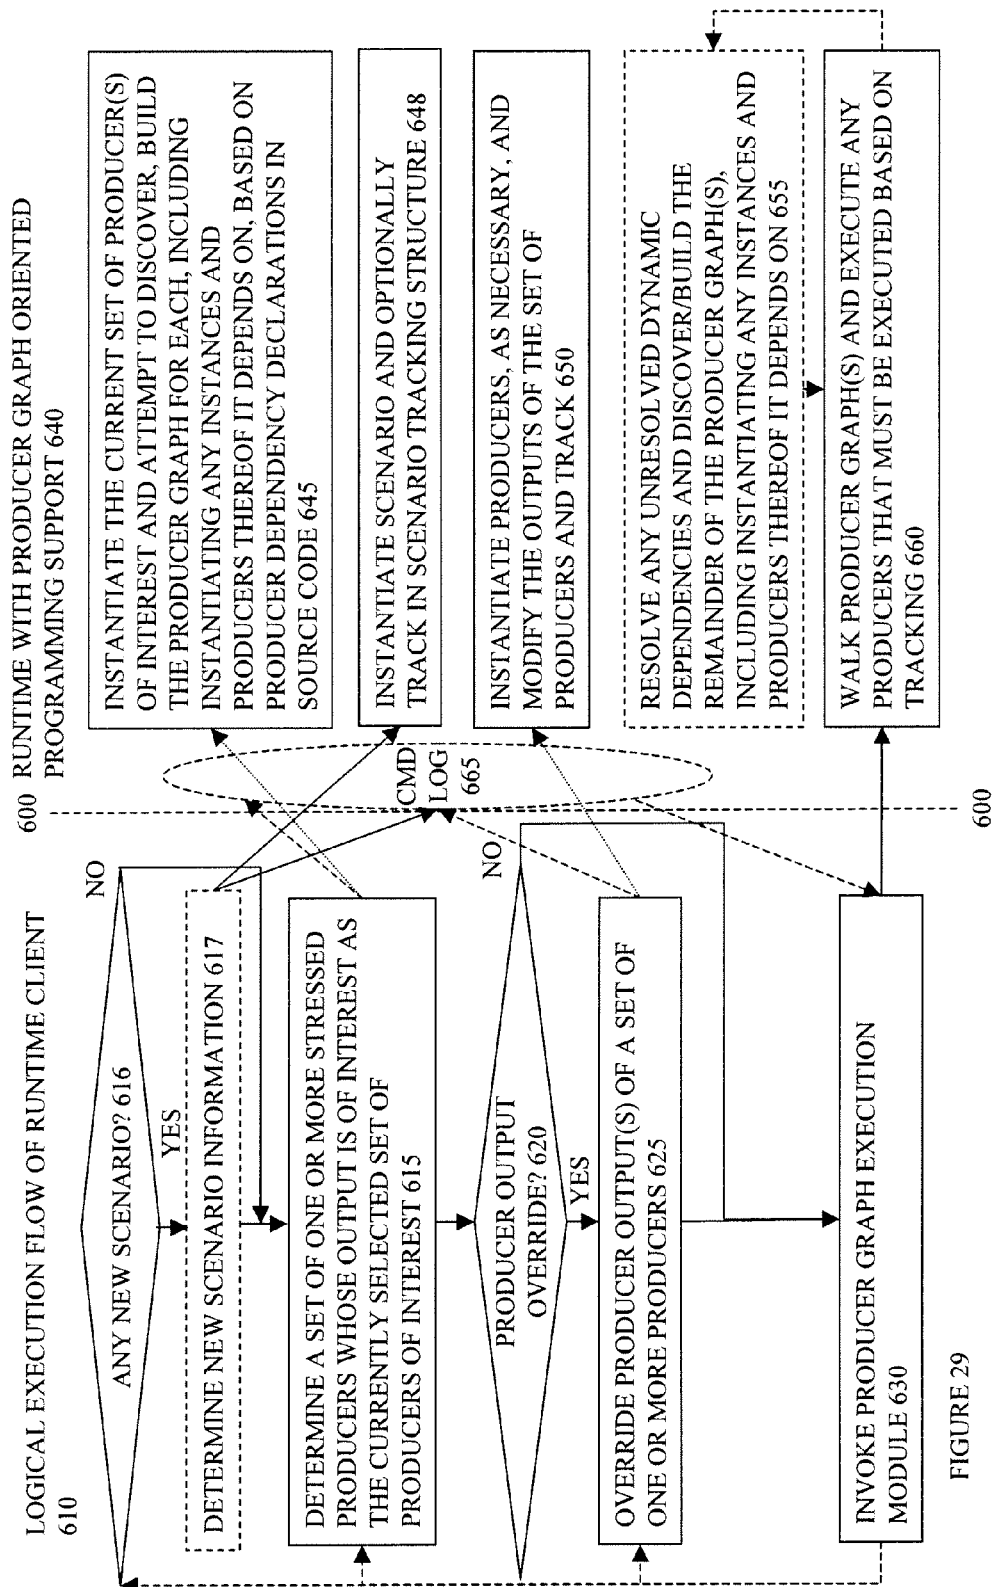 LOGICAL EXECUTION FLOW OF RUNTIME CLIENT
610
ANY NEW SCENARIO? 616
NO
YES
DETERMINE NEW SCENARIO INFORMATION 617
DETERMINE A SET OF ONE OR MORE STRESSED
PRODUCERS WHOSE OUTPUT IS OF INTEREST AS
THE CURRENTLY SELECTED SET OF
PRODUCERS OF INTEREST 615
PRODUCER OUTPUT
OVERRIDE? 620
NO
YES
OVERRIDE PRODUCER OUTPUT(S) OF A SET OF
ONE OR MORE PRODUCERS 625
INVOKE PRODUCER GRAPH EXECUTION
MODULE 630
600
CMD
LOG
665
600
RUNTIME WITH PRODUCER GRAPH ORIENTED
PROGRAMMING SUPPORT 640
INSTANTIATE THE CURRENT SET OF PRODUCER(S)
OF INTEREST AND ATTEMPT TO DISCOVER, BUILD
THE PRODUCER GRAPH FOR EACH, INCLUDING
INSTANTIATING ANY INSTANCES AND
PRODUCERS THEREOF IT DEPENDS ON, BASED ON
PRODUCER DEPENDENCY DECLARATIONS IN
SOURCE CODE 645
INSTANTIATE SCENARIO AND OPTIONALLY
TRACK IN SCENARIO TRACKING STRUCTURE 648
INSTANTIATE PRODUCERS, AS NECESSARY, AND
MODIFY THE OUTPUTS OF THE SET OF
PRODUCERS AND TRACK 650
RESOLVE ANY UNRESOLVED DYNAMIC
DEPENDENCIES AND DISCOVER/BUILD, THE
REMAINDER OF THE PRODUCER GRAPH(S),
INCLUDING INSTANTIATING ANY INSTANCES AND
PRODUCERS THEREOF IT DEPENDS ON 655
WALK PRODUCER GRAPH(S) AND EXECUTE ANY
PRODUCERS THAT MUST BE EXECUTED BASED ON
TRACKING 660
FIGURE 29